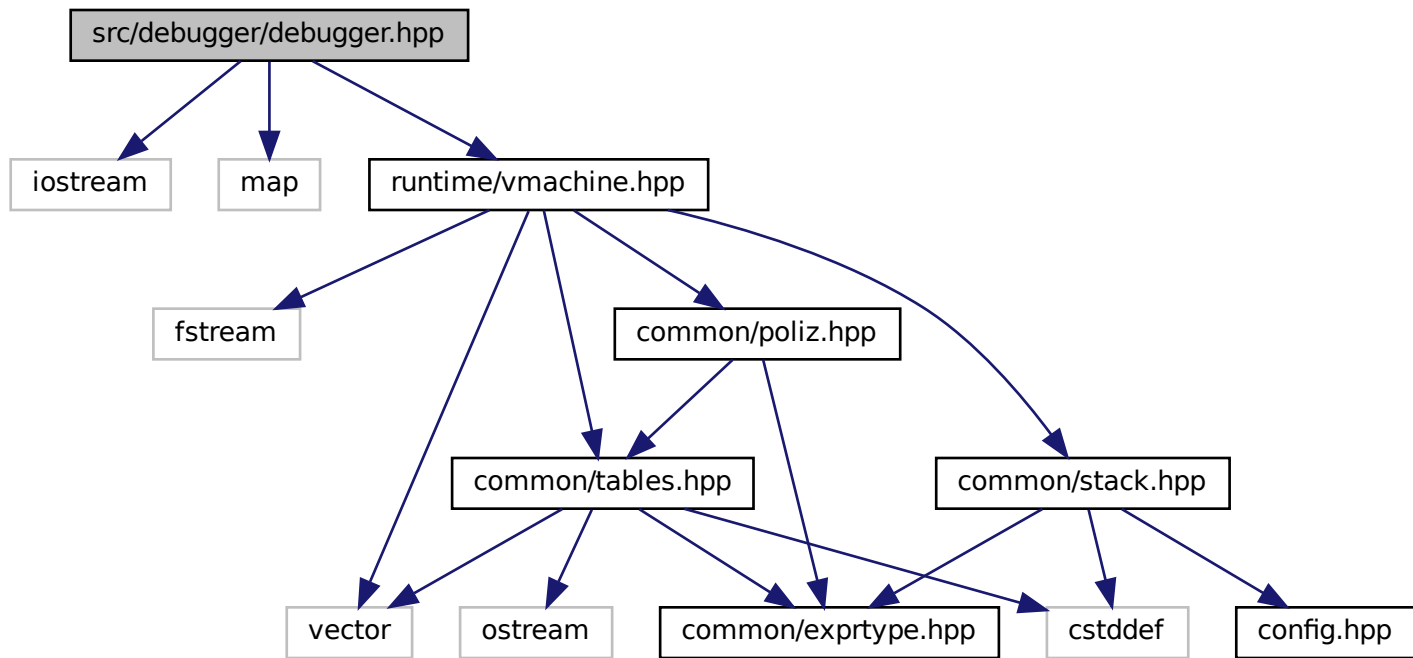 src/debugger/debugger.hpp
iostream
map
runtime/vmachine.hpp
fstream
common/poliz.hpp
common/tables.hpp
common/stack.hpp
vector
ostream
common/exprtype.hpp
cstddef
config.hpp